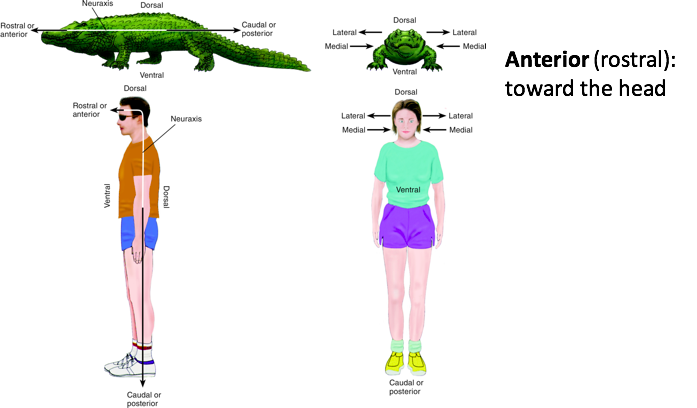 Neuraxis
Dorsal
Rostral or
anterior
Caudal or
posterior
Ventral
Dorsal
Lateral
Lateral
Medial
Medial
Ventral
Anterior (rostral):
toward the head
Dorsal
Rostral or
anterior
Neuraxis
Ventral
Dorsal
Caudal or
posterior
Dorsal
Lateral
Lateral
Medial
Medial
Ventral
Caudal or
posterior